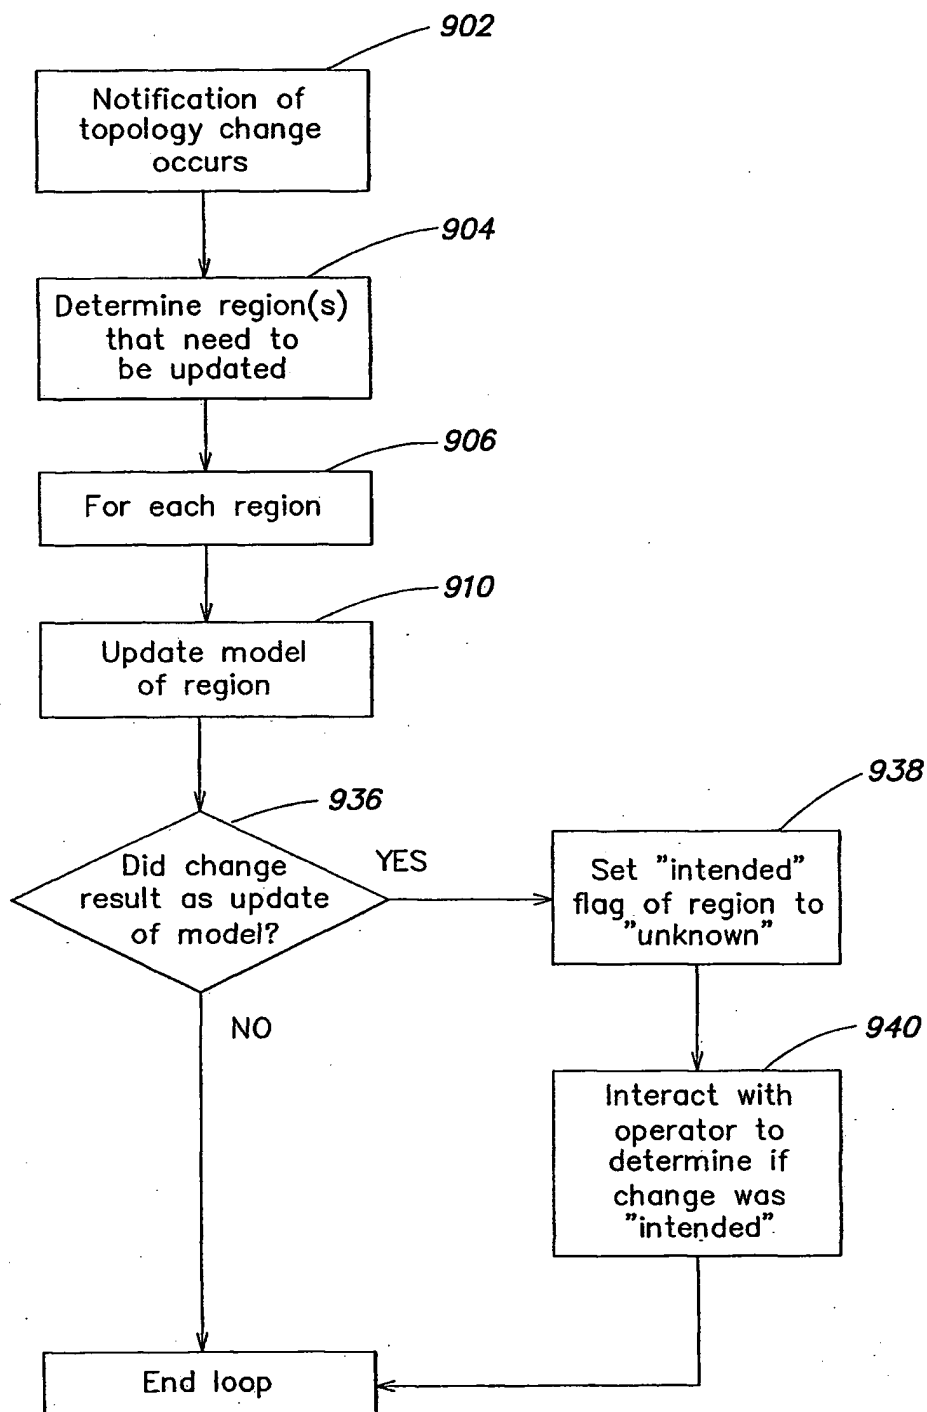 902
Notification of
topology change
occurs
904
Determine region(s)
that need to
be updated
906
For each region
910
Update model
of region
936
Did change
result as update
of model?
YES
938
Set "intended"
flag of region to
"unknown"
NO
940
Interact with
operator to
determine if
change was
"intended"
End loop